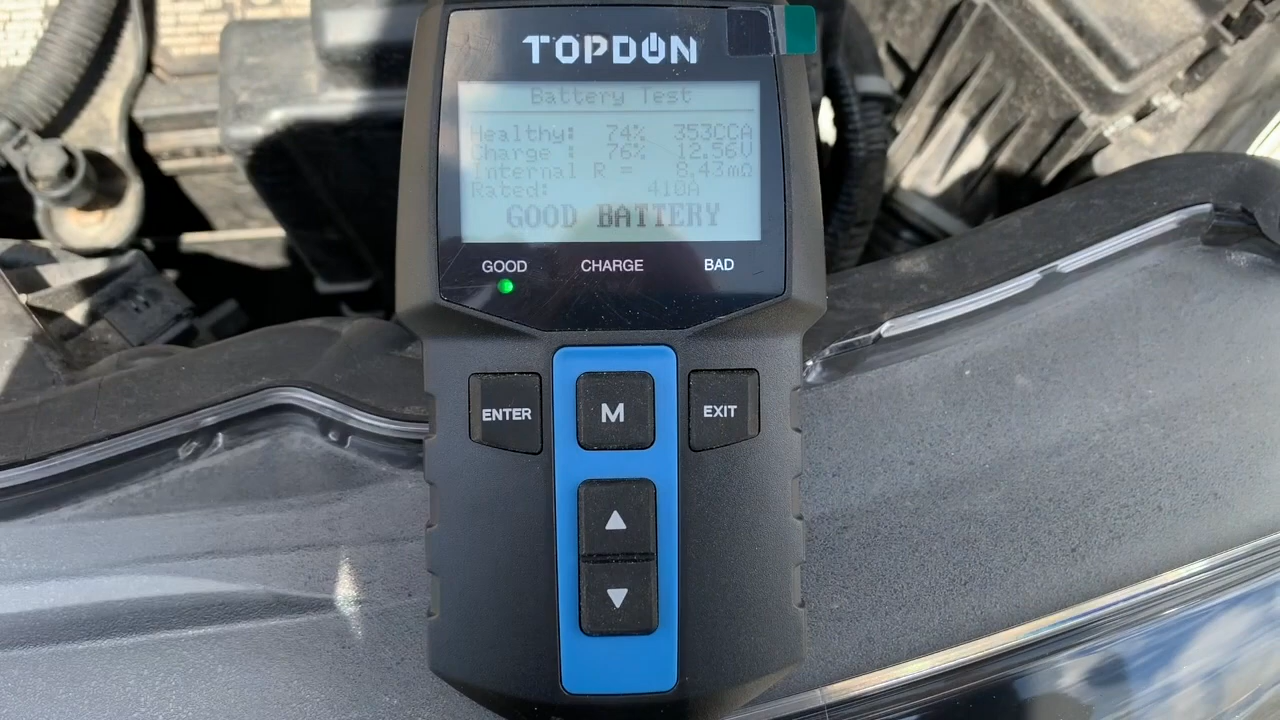 TOPDON
Battery Test
Healthy: 74% 353CCA
Charge : 76% 12.56V
Internal R = 8.43mΩ
Rated: 410A
GOOD BATTERY
GOOD CHARGE BAD
ENTER M EXIT
▲
▼